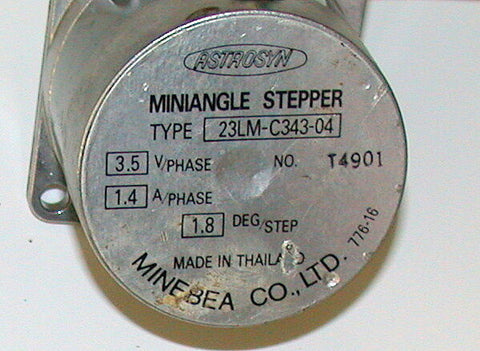 ASTROSYN
MINIANGLE STEPPER
TYPE 23LM-C343-04
3.5 V/PHASE NO. T4901
1.4 A/PHASE
1.8 DEG/STEP
MADE IN THAILAND
MINEBEA CO., LTD. 776-16